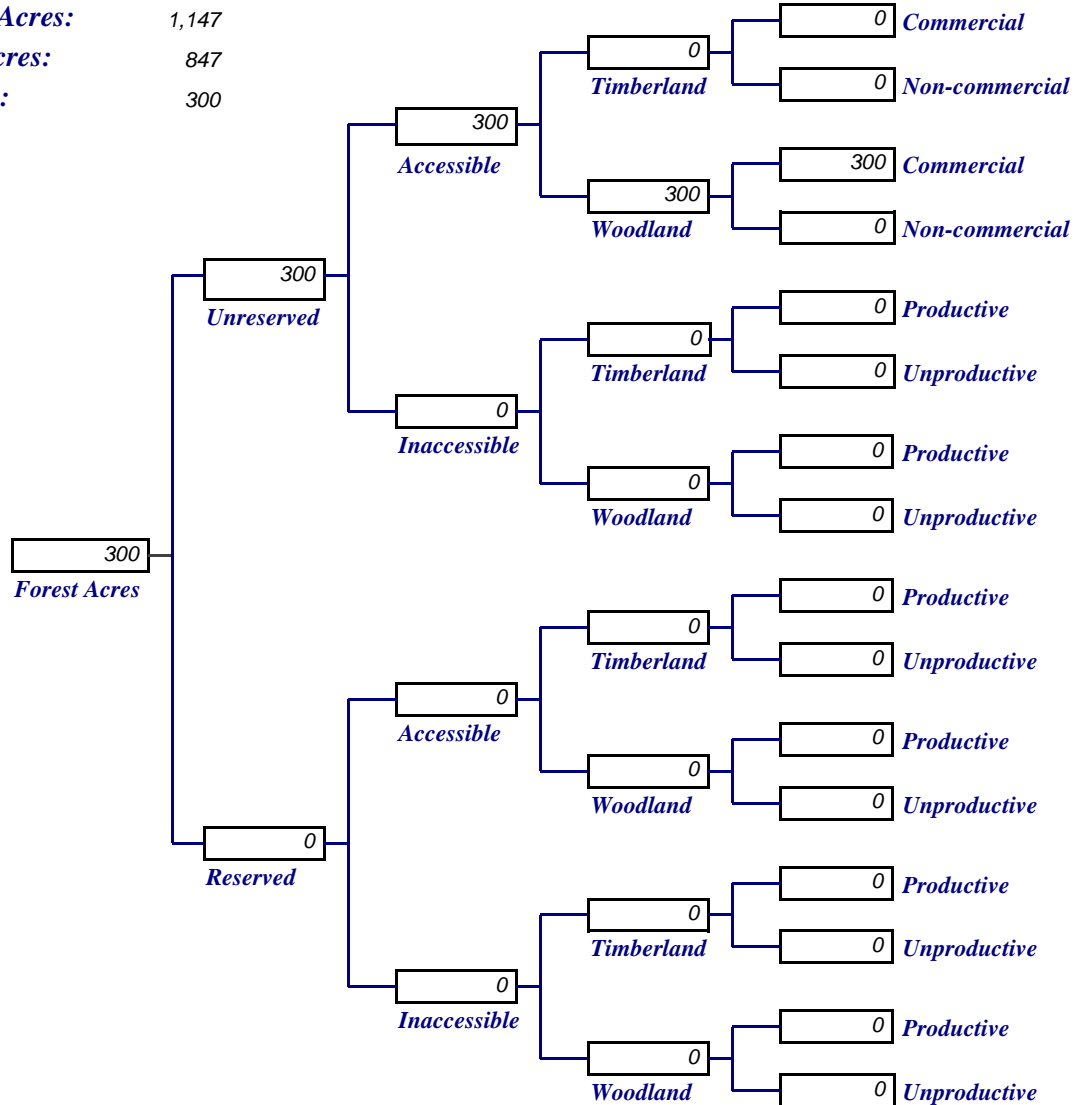 Acres: 1,147
cres: 847
: 300
0 Commercial
0 Timberland
0 Non-commercial
300 Accessible
300 Commercial
300 Woodland
0 Non-commercial
300 Unreserved
0 Productive
0 Timberland
0 Unproductive
0 Inaccessible
0 Productive
0 Woodland
0 Unproductive
300 Forest Acres
0 Productive
0 Timberland
0 Unproductive
0 Accessible
0 Productive
0 Woodland
0 Unproductive
0 Reserved
0 Productive
0 Timberland
0 Unproductive
0 Inaccessible
0 Productive
0 Woodland
0 Unproductive